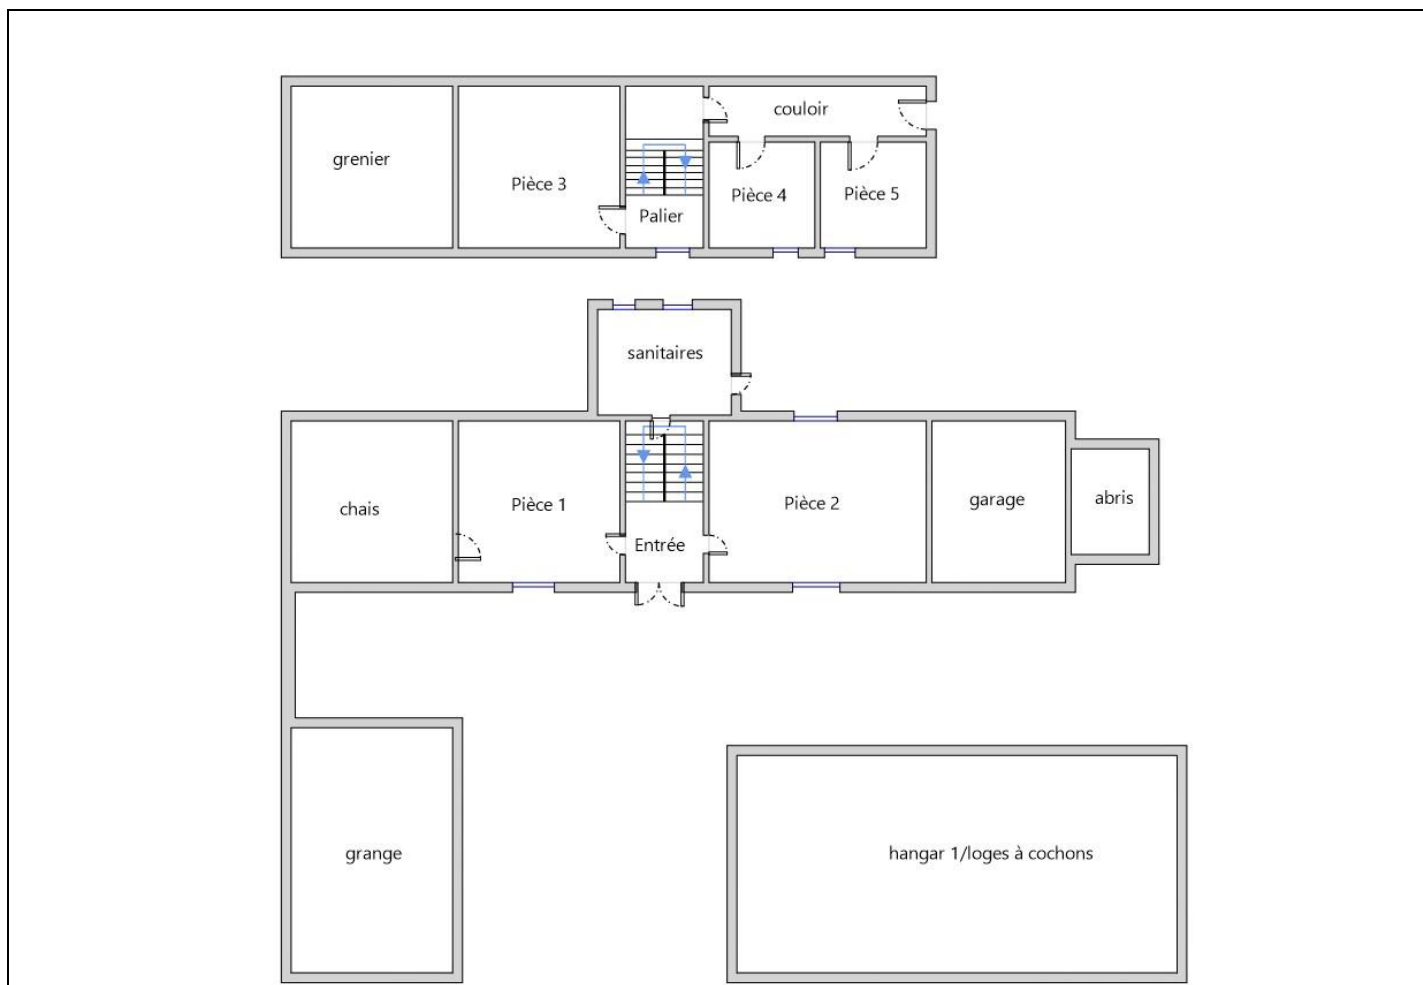 couloir
grenier
Pièce 3
Pièce 4
Pièce 5
Palier
sanitaires
chais
Pièce 1
Pièce 2
garage
abris
Entrée
grange
hangar 1/loges à cochons